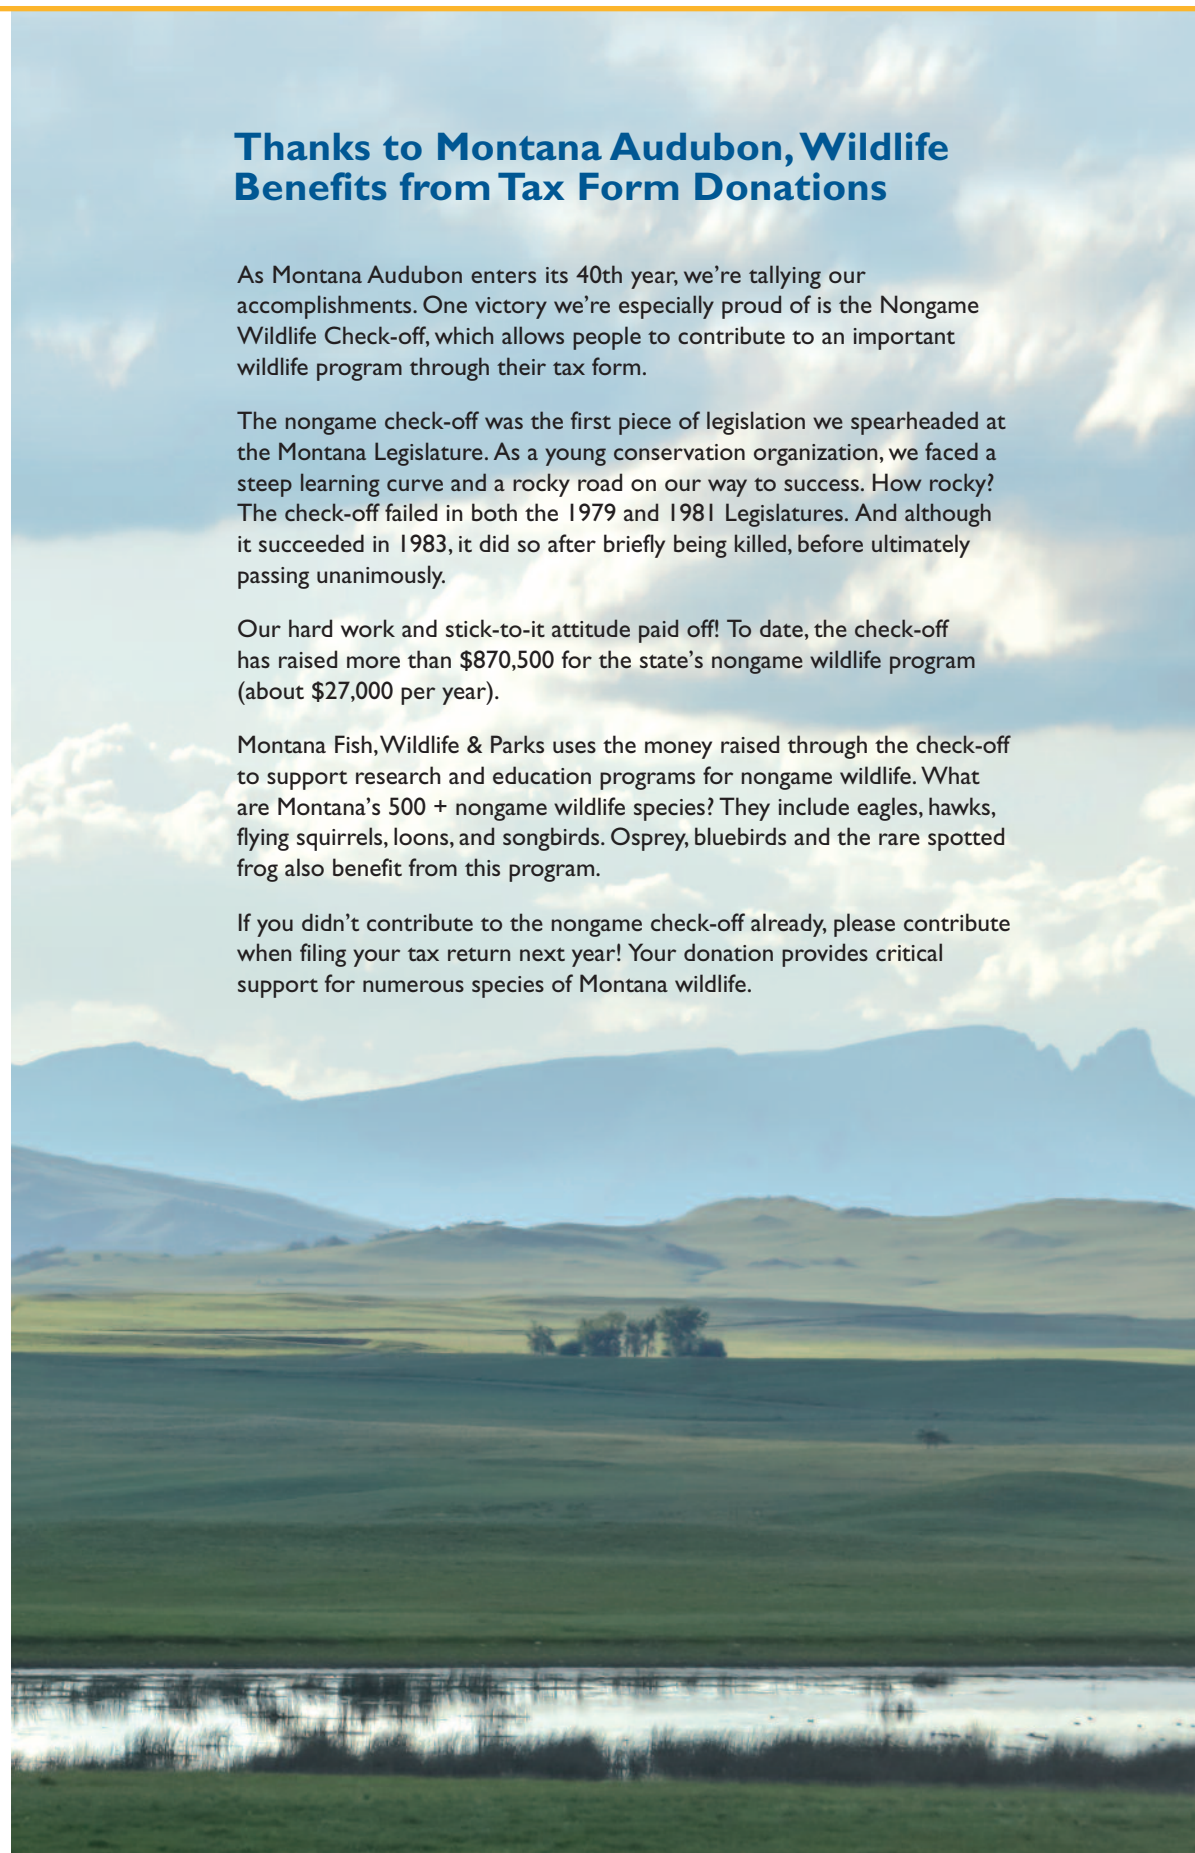 Thanks to Montana Audubon, Wildlife
Benefits from Tax Form Donations
As Montana Audubon enters its 40th year, we’re tallying our
accomplishments. One victory we’re especially proud of is the Nongame
Wildlife Check-off, which allows people to contribute to an important
wildlife program through their tax form.
The nongame check-off was the first piece of legislation we spearheaded at
the Montana Legislature. As a young conservation organization, we faced a
steep learning curve and a rocky road on our way to success. How rocky?
The check-off failed in both the 1979 and 1981 Legislatures. And although
it succeeded in 1983, it did so after briefly being killed, before ultimately
passing unanimously.
Our hard work and stick-to-it attitude paid off! To date, the check-off
has raised more than $870,500 for the state’s nongame wildlife program
(about $27,000 per year).
Montana Fish, Wildlife & Parks uses the money raised through the check-off
to support research and education programs for nongame wildlife. What
are Montana’s 500 + nongame wildlife species? They include eagles, hawks,
flying squirrels, loons, and songbirds. Osprey, bluebirds and the rare spotted
frog also benefit from this program.
If you didn’t contribute to the nongame check-off already, please contribute
when filing your tax return next year! Your donation provides critical
support for numerous species of Montana wildlife.